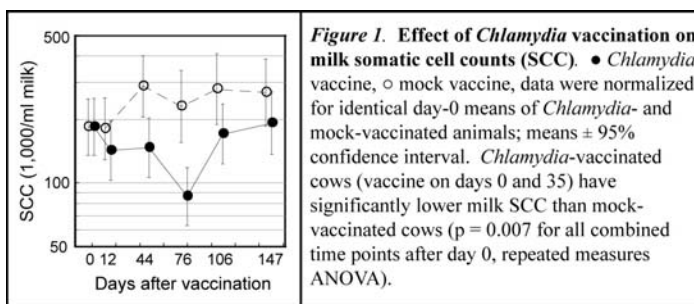 500
100
50
SCC (1,000/ml milk)
0 12 44 76 106 147
Days after vaccination
Figure 1. Effect of Chlamydia vaccination on
milk somatic cell counts (SCC). ● Chlamydia
vaccine, ○ mock vaccine, data were normalized
for identical day-0 means of Chlamydia- and
mock-vaccinated animals; means ± 95%
confidence interval. Chlamydia-vaccinated
cows (vaccine on days 0 and 35) have
significantly lower milk SCC than mock-
vaccinated cows (p = 0.007 for all combined
time points after day 0, repeated measures
ANOVA).